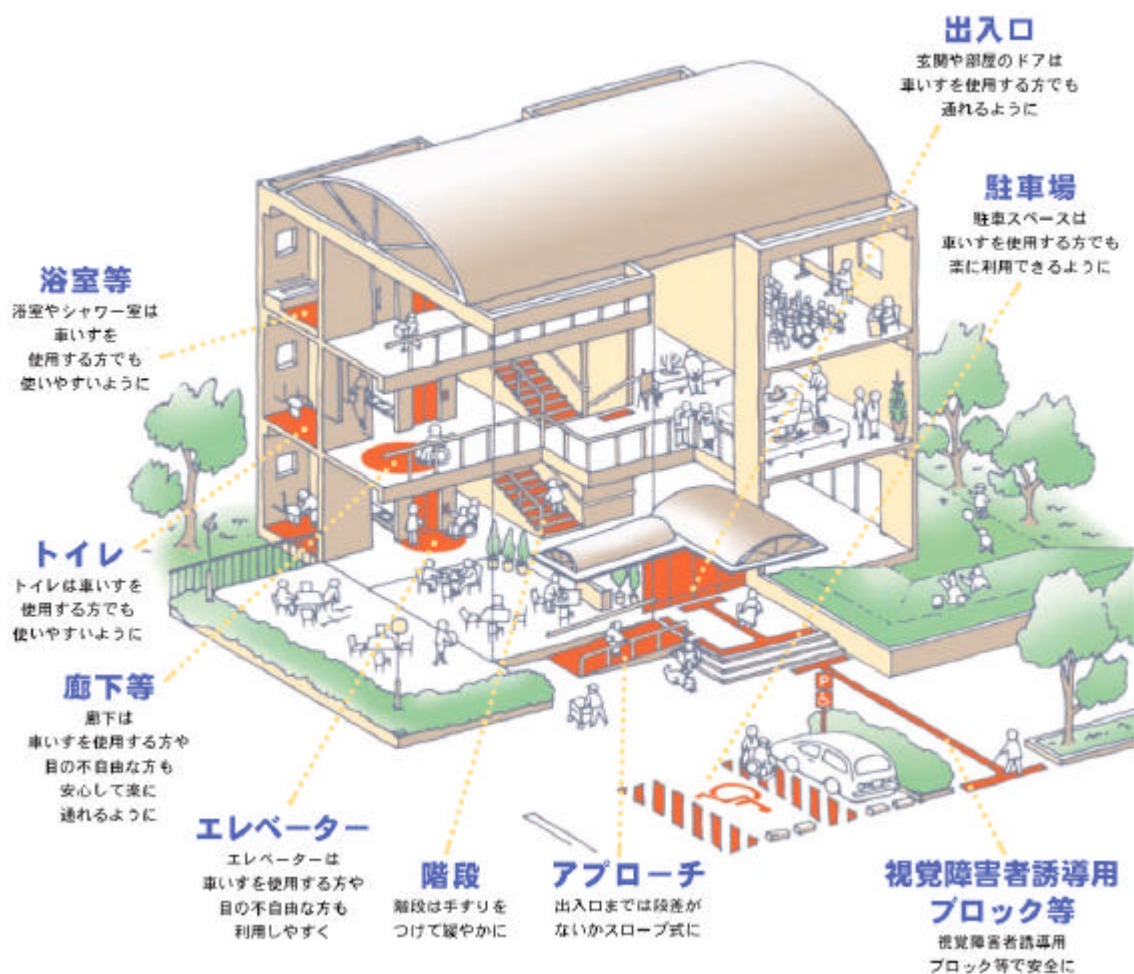 出入口
玄関や部屋のドアは
車いすを使用する方でも
通れるように
駐車場
駐車スペースは
車いすを使用する方でも
楽に利用できるように
浴室等
浴室やシャワー室は
車いすを
使用する方でも
使いやすいように
トイレ
トイレは車いすを
使用する方でも
使いやすいように
廊下等
廊下は
車いすを使用する方や
目の不自由な方も
安心して楽に
通れるように
エレベーター
エレベーターは
車いすを使用する方や
目の不自由な方も
利用しやすく
階段
階段は手すりを
つけて緩やかに
アプローチ
出入口までは段差が
ないかスロープ式に
視覚障害者誘導用
ブロック等
視覚障害者誘導用
ブロック等で安全に
P